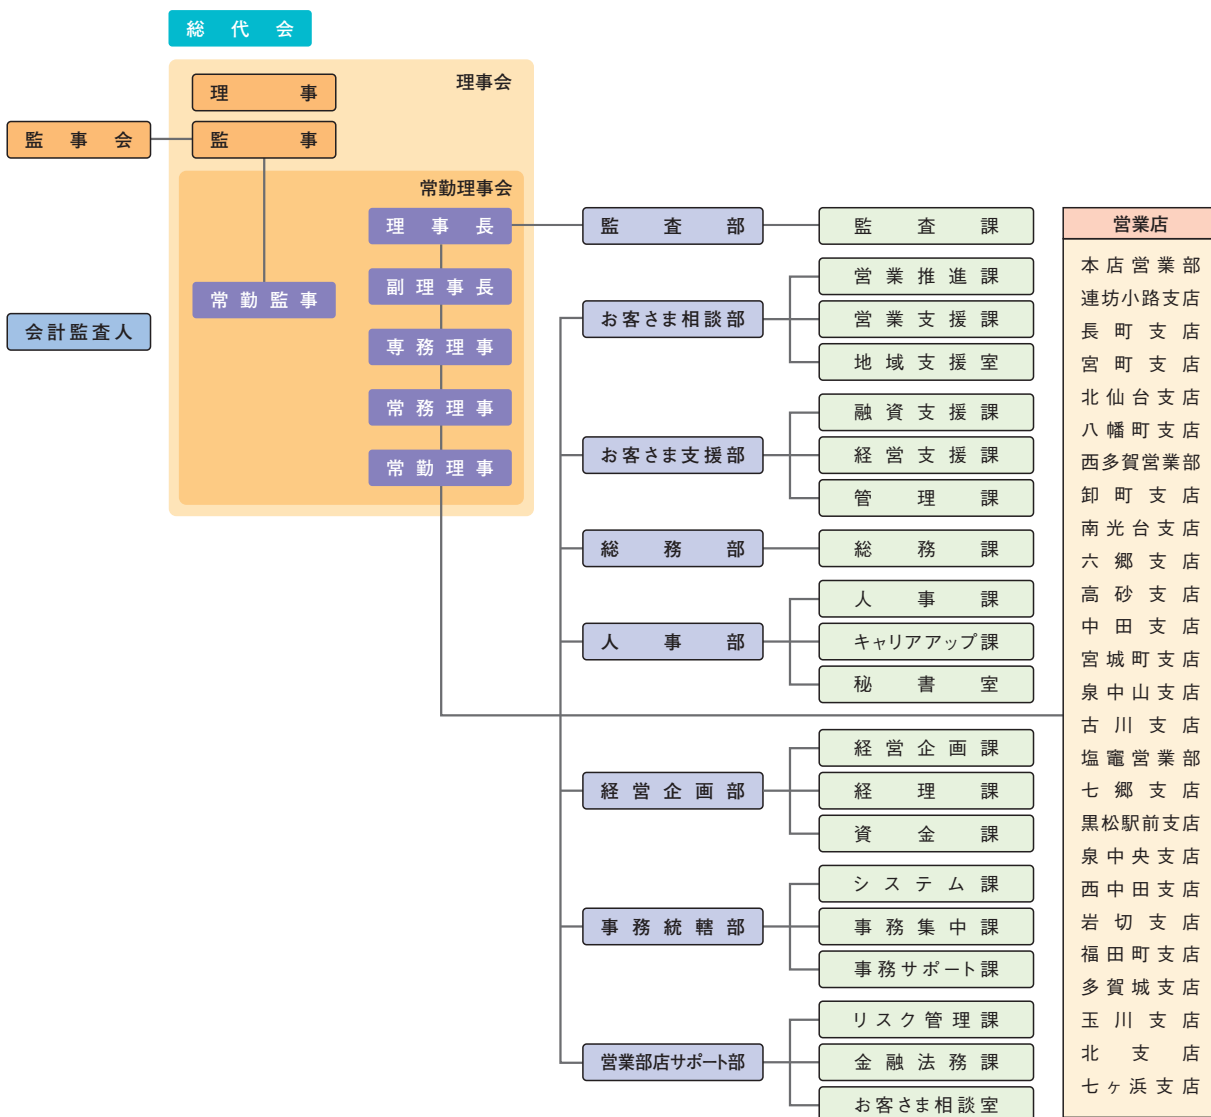 総代会
理事会
理事
監事会
監事
常勤理事会
理事長
副理事長
常勤監事
専務理事
常務理事
常勤理事
会計監査人
監査部
監査課
お客さま相談部
営業推進課
営業支援課
地域支援室
お客さま支援部
融資支援課
経営支援課
管理課
総務部
総務課
人事部
人事課
キャリアアップ課
秘書室
経営企画部
経営企画課
経理課
資金課
事務統轄部
システム課
事務集中課
事務サポート課
営業部店サポート部
リスク管理課
金融法務課
お客さま相談室
営業店
本店営業部
連坊小路支店
長町支店
宮町支店
北仙台支店
八幡町支店
西多賀営業部
卸町支店
南光台支店
六郷支店
高砂支店
中田支店
宮城町支店
泉中山支店
古川支店
塩竈営業部
七郷支店
黒松駅前支店
泉中央支店
西中田支店
岩切支店
福田町支店
多賀城支店
玉川支店
北支店
七ヶ浜支店